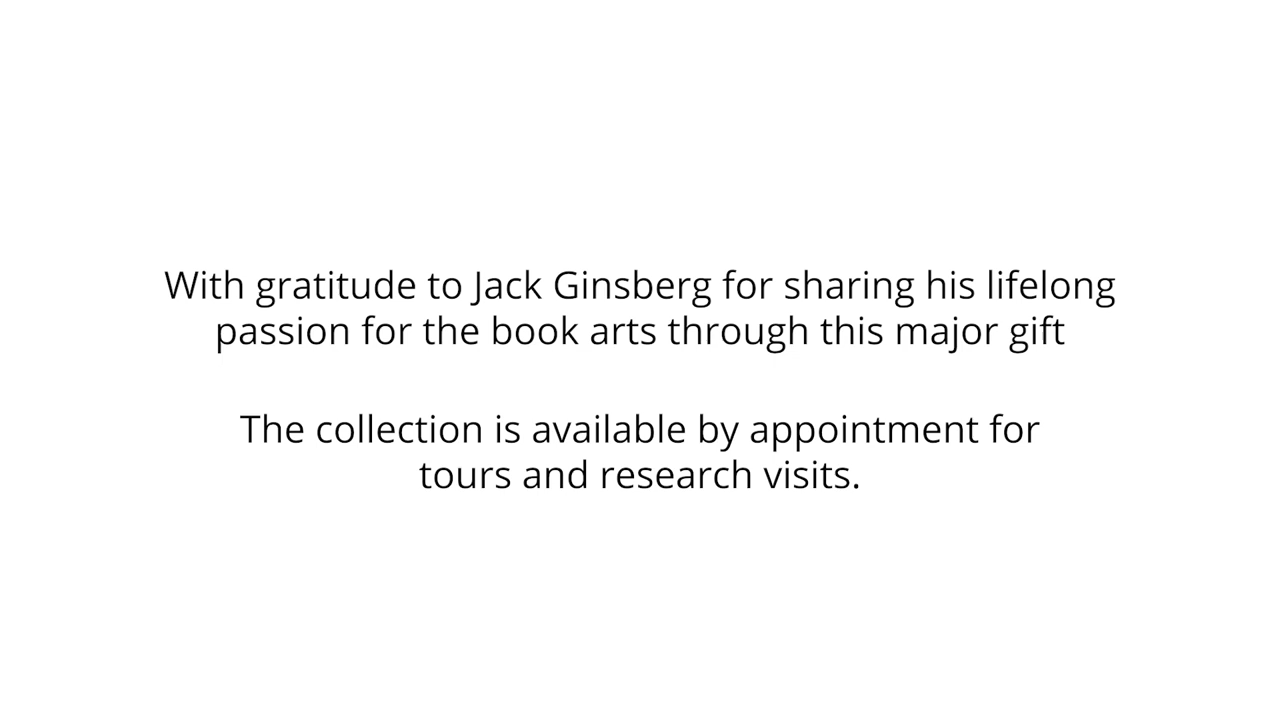 With gratitude to Jack Ginsberg for sharing his lifelong
passion for the book arts through this major gift
The collection is available by appointment for
tours and research visits.